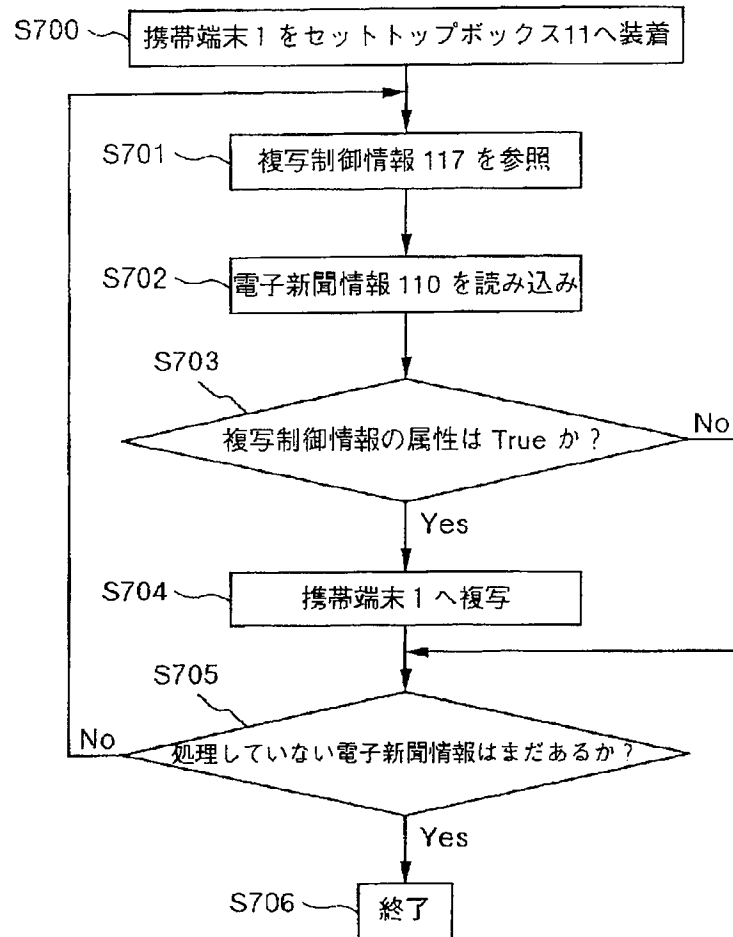 S700
携帯端末1をセットトップボックス11へ装着
S701
複写制御情報 117 を参照
S702
電子新聞情報 110 を読み込み
S703
複写制御情報の属性は True か？
No
Yes
S704
携帯端末1 へ複写
S705
No
処理していない電子新聞情報はまだあるか？
Yes
S706
終了